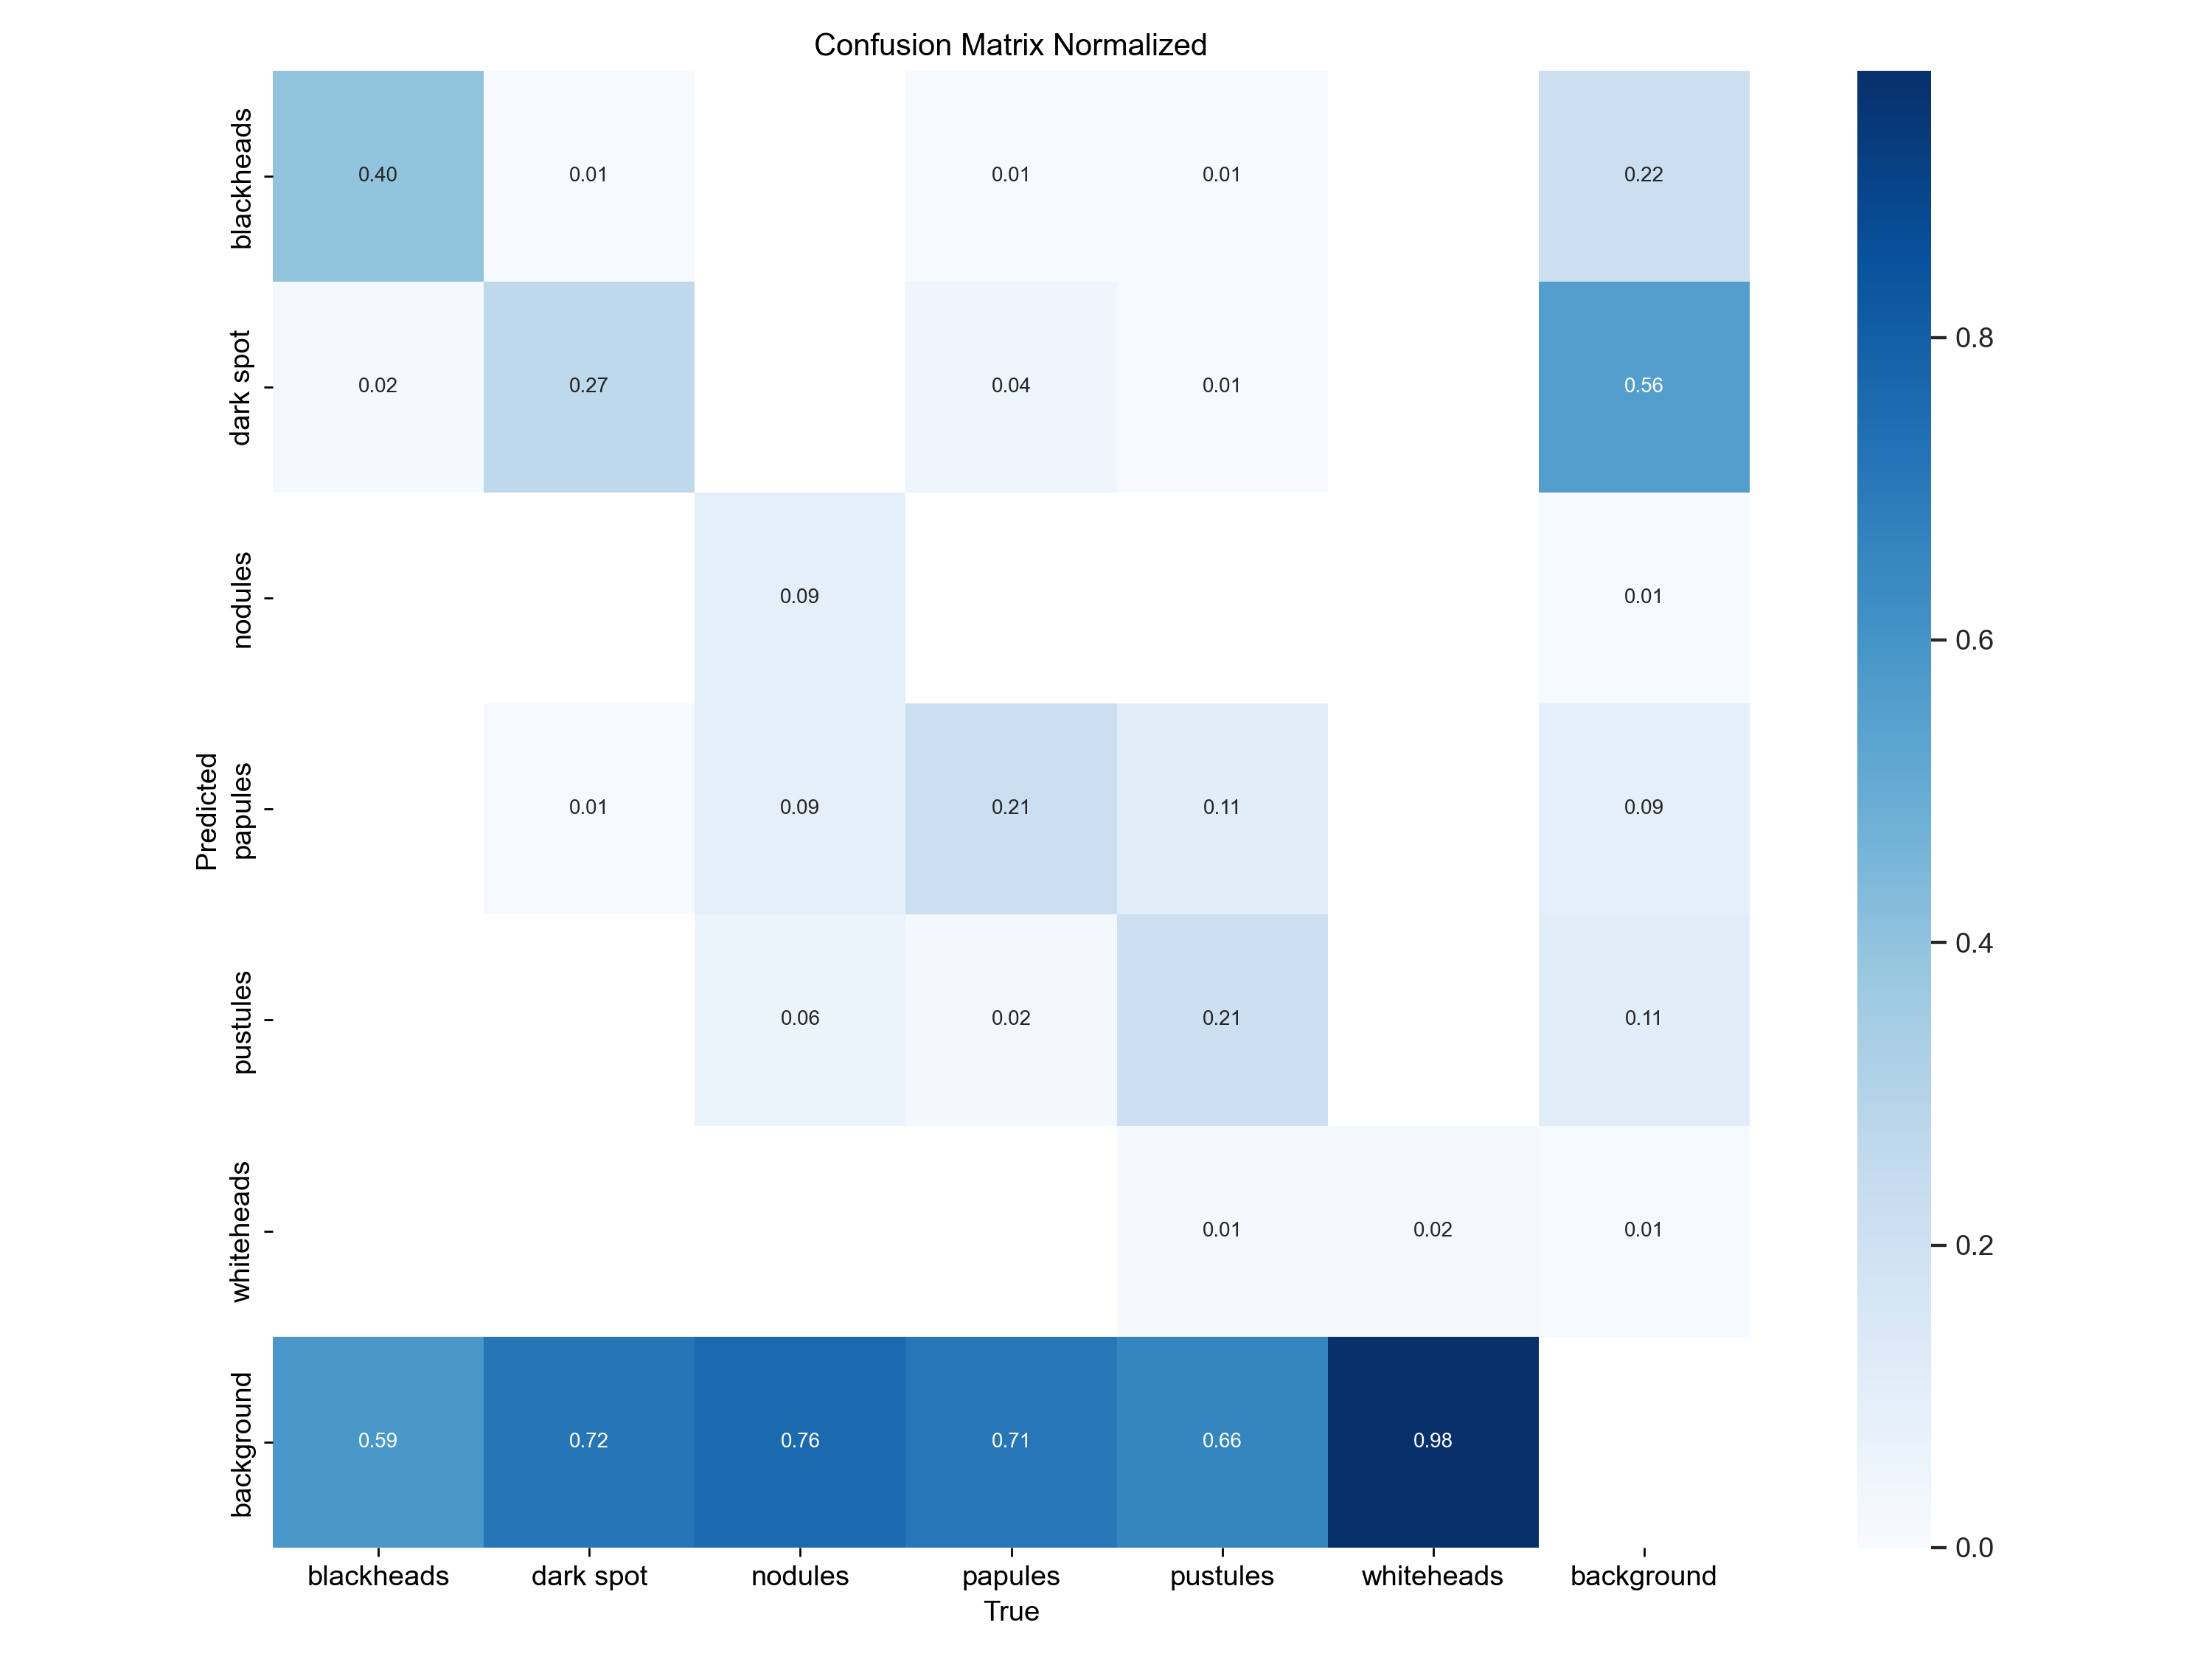 Confusion Matrix Normalized
blackheads
0.40
0.01
0.01
0.01
0.22
dark spot
0.02
0.27
0.04
0.01
0.56
nodules
0.09
0.01
Predicted
papules
0.01
0.09
0.21
0.11
0.09
pustules
0.06
0.02
0.21
0.11
whiteheads
0.01
0.02
0.01
background
0.59
0.72
0.76
0.71
0.66
0.98
blackheads
dark spot
nodules
papules
pustules
whiteheads
background
True
0.8
0.6
0.4
0.2
0.0